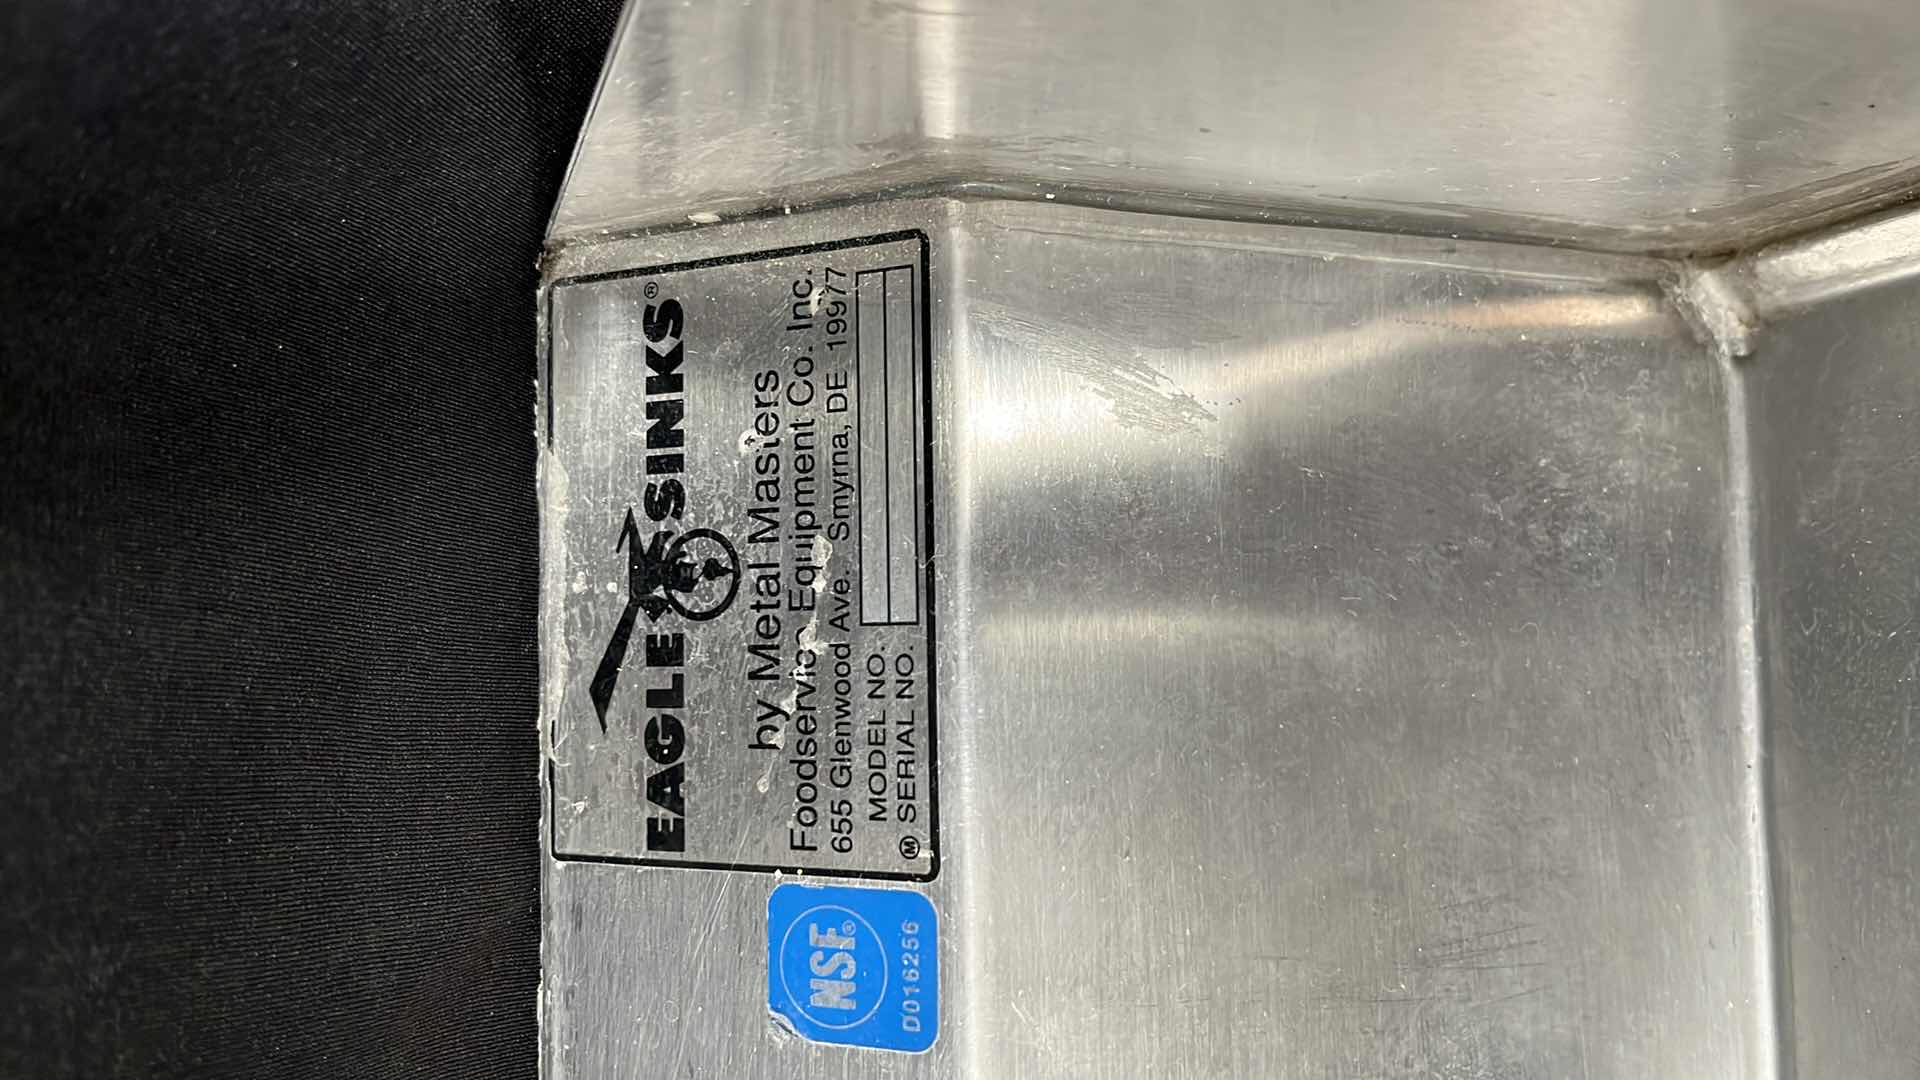 EAGLE SINKS®
by Metal Masters
Foodservice Equipment Co. Inc.
655 Glenwood Ave. Smyrna, DE 19977
MODEL NO.
Ⓜ SERIAL NO.
NSF®
D016256